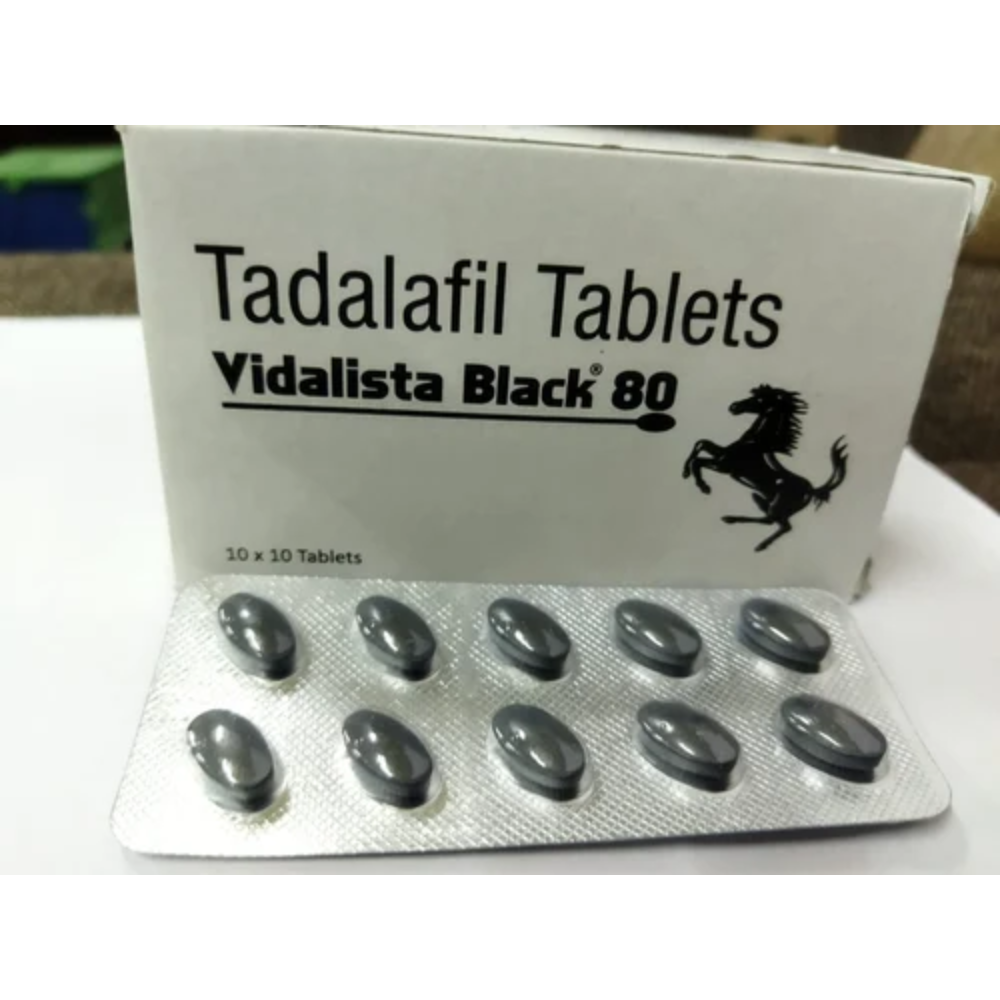 Tadalafil Tablets
Vidalista Black® 80
10 x 10 Tablets